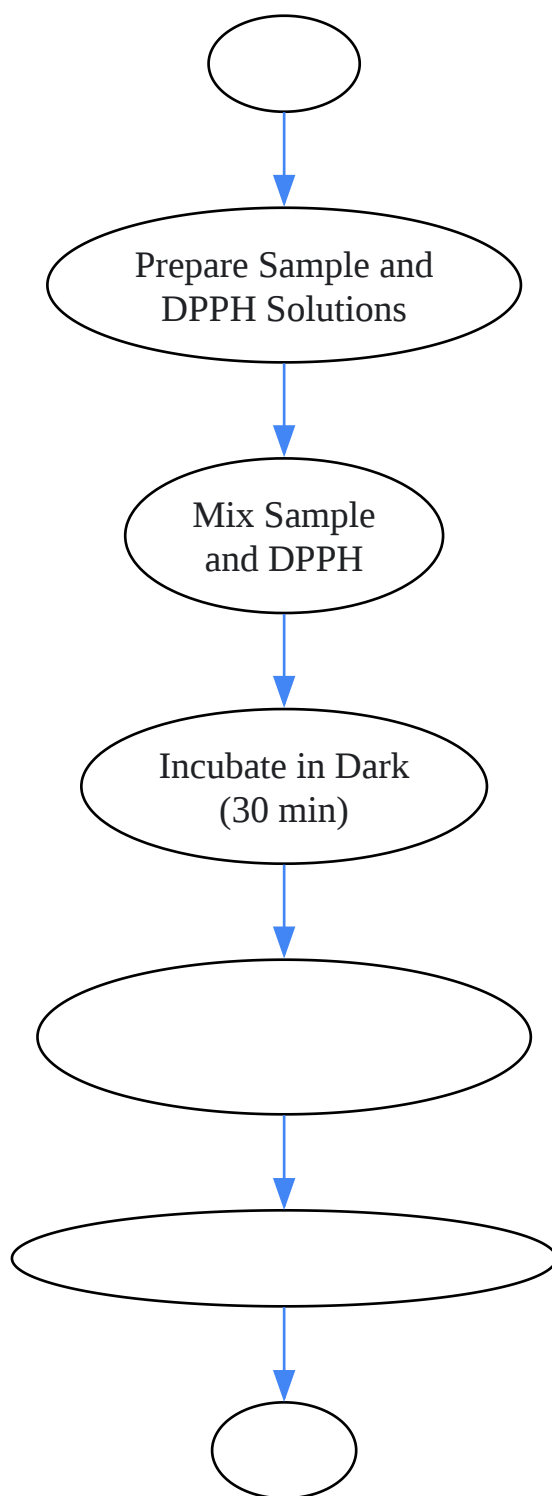 Prepare Sample and
DPPH Solutions
Mix Sample
and DPPH
Incubate in Dark
(30 min)